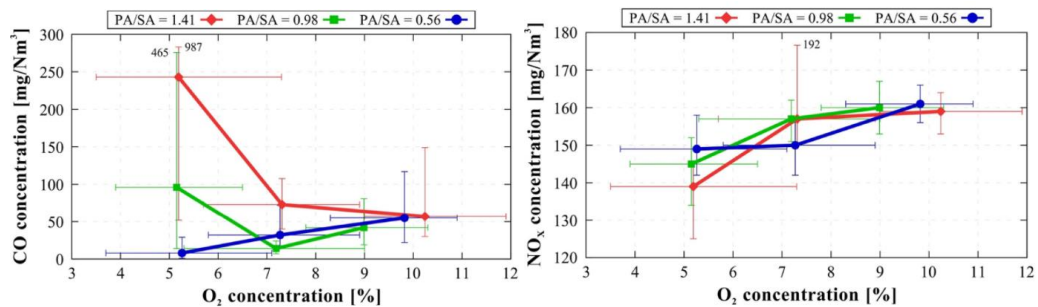 PA/SA = 1.41 PA/SA = 0.98 PA/SA = 0.56
CO concentration [mg/Nm³]
300
250
200
150
100
50
0
465 987
3 4 5 6 7 8 9 10 11 12
O₂ concentration [%]
PA/SA = 1.41 PA/SA = 0.98 PA/SA = 0.56
NOX concentration [mg/Nm³]
180
170
160
150
140
130
120
192
3 4 5 6 7 8 9 10 11 12
O₂ concentration [%]